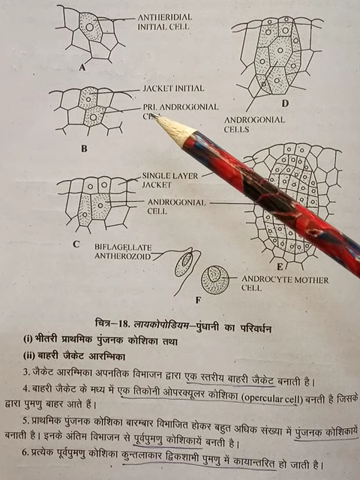 ANTHERIDIAL
INITIAL CELL
A
JACKET INITIAL
PRI. ANDROGONIAL
B
D
ANDROGONIAL
CELLS
SINGLE LAYER
JACKET
ANDROGONIAL
CELL
C
E
BIFLAGELLATE
ANTHEROZOID
ANDROCYTE MOTHER
CELL
F
चित्र–18. लायकोपोडियम–पुंधानी का परिवर्धन
(i) भीतरी प्राथमिक पुंजनक कोशिका तथा
(ii) बाहरी जैकेट आरम्भिका
3. जैकेट आरम्भिका अपनतिक विभाजन द्वारा एक स्तरीय बाहरी जैकेट बनाती है।
4. बाहरी जैकेट के मध्य में एक तिकोनी ओपरक्यूलर कोशिका (opercular cell) बनती है जिसके
द्वारा पुमणु बाहर आते हैं।
5. प्राथमिक पुंजनक कोशिका बारम्बार विभाजित होकर बहुत अधिक संख्या में पुंजनक कोशिकायें
बनाती है। इनके अंतिम विभाजन से पूर्वपुमणु कोशिकायें बनती है।
6. प्रत्येक पूर्वपुमणु कोशिका कुन्तलाकार द्विकशाभी पुमणु में कायान्तरित हो जाती है।